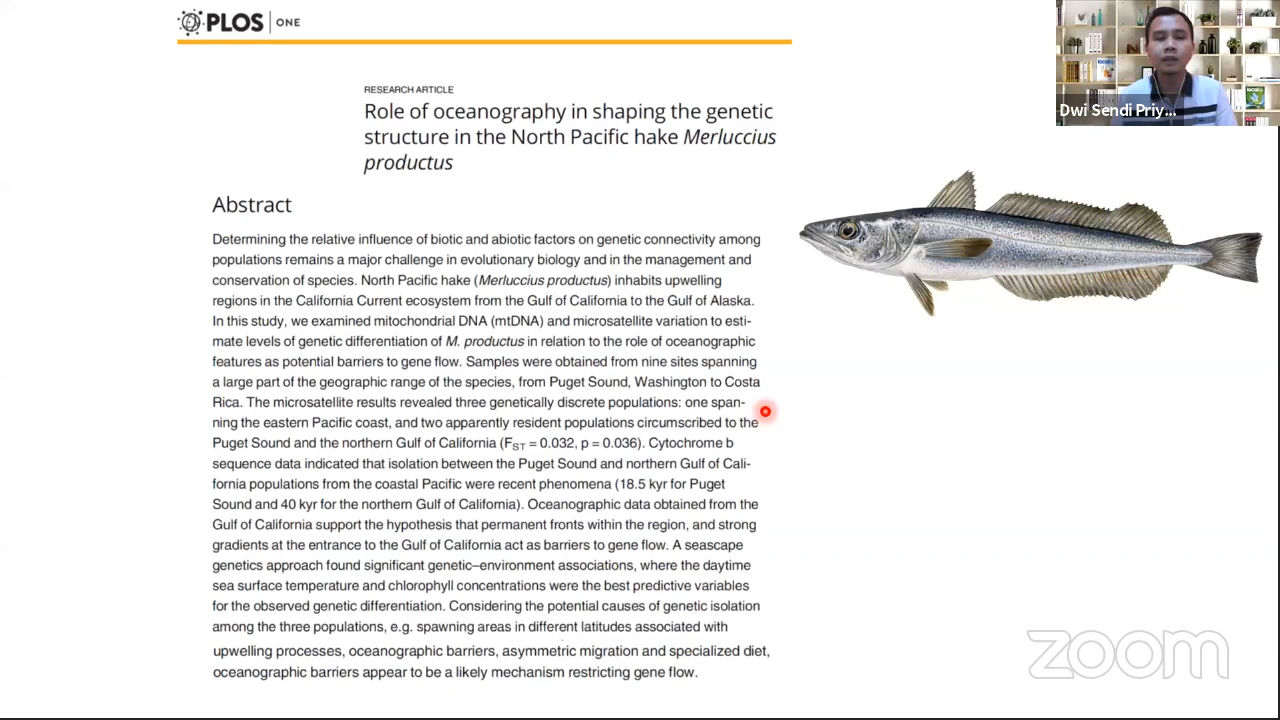 PLOS ONE
Dwi Sendi Priy...
RESEARCH ARTICLE
Role of oceanography in shaping the genetic
structure in the North Pacific hake Merluccius
productus
Abstract
Determining the relative influence of biotic and abiotic factors on genetic connectivity among
populations remains a major challenge in evolutionary biology and in the management and
conservation of species. North Pacific hake (Merluccius productus) inhabits upwelling
regions in the California Current ecosystem from the Gulf of California to the Gulf of Alaska.
In this study, we examined mitochondrial DNA (mtDNA) and microsatellite variation to esti-
mate levels of genetic differentiation of M. productus in relation to the role of oceanographic
features as potential barriers to gene flow. Samples were obtained from nine sites spanning
a large part of the geographic range of the species, from Puget Sound, Washington to Costa
Rica. The microsatellite results revealed three genetically discrete populations: one span-
ning the eastern Pacific coast, and two apparently resident populations circumscribed to the
Puget Sound and the northern Gulf of California (FST = 0.032, p = 0.036). Cytochrome b
sequence data indicated that isolation between the Puget Sound and northern Gulf of Cali-
fornia populations from the coastal Pacific were recent phenomena (18.5 kyr for Puget
Sound and 40 kyr for the northern Gulf of California). Oceanographic data obtained from the
Gulf of California support the hypothesis that permanent fronts within the region, and strong
gradients at the entrance to the Gulf of California act as barriers to gene flow. A seascape
genetics approach found significant genetic–environment associations, where the daytime
sea surface temperature and chlorophyll concentrations were the best predictive variables
for the observed genetic differentiation. Considering the potential causes of genetic isolation
among the three populations, e.g. spawning areas in different latitudes associated with
upwelling processes, oceanographic barriers, asymmetric migration and specialized diet,
oceanographic barriers appear to be a likely mechanism restricting gene flow.
zoom